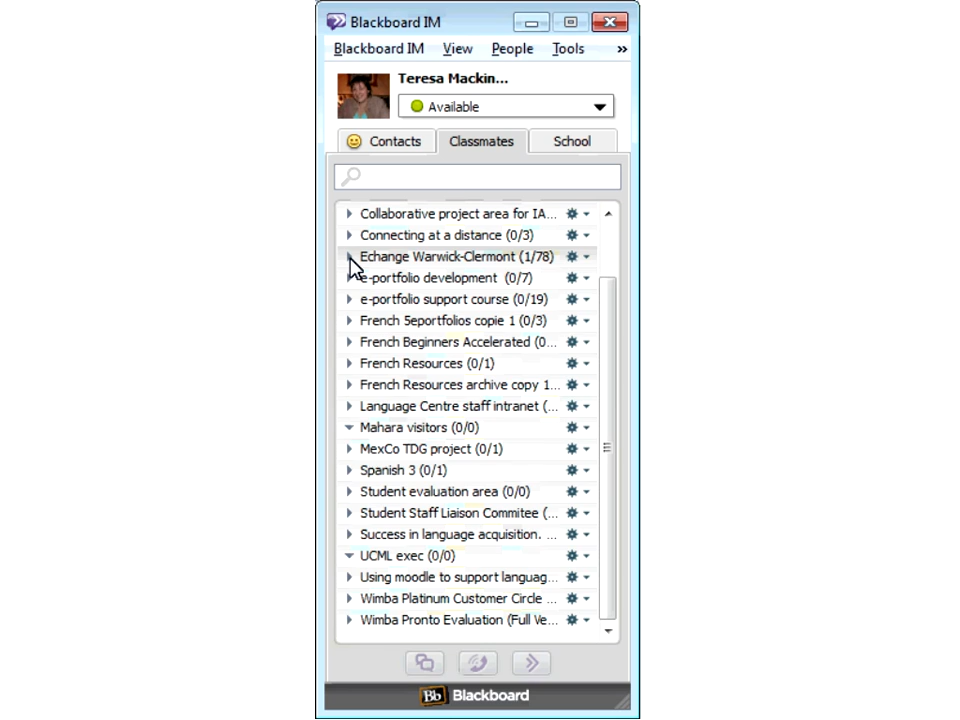 Blackboard IM
Blackboard IM View People Tools »
Teresa Mackin...
Available
Contacts Classmates School
Collaborative project area for IA...
Connecting at a distance (0/3)
Echange Warwick-Clermont (1/78)
e-portfolio development (0/7)
e-portfolio support course (0/19)
French 5eportfolios copie 1 (0/3)
French Beginners Accelerated (0...
French Resources (0/1)
French Resources archive copy 1...
Language Centre staff intranet (...
Mahara visitors (0/0)
MexCo TDG project (0/1)
Spanish 3 (0/1)
Student evaluation area (0/0)
Student Staff Liaison Commitee (...
Success in language acquisition. ...
UCML exec (0/0)
Using moodle to support languag...
Wimba Platinum Customer Circle ...
Wimba Pronto Evaluation (Full Ve...
Bb Blackboard